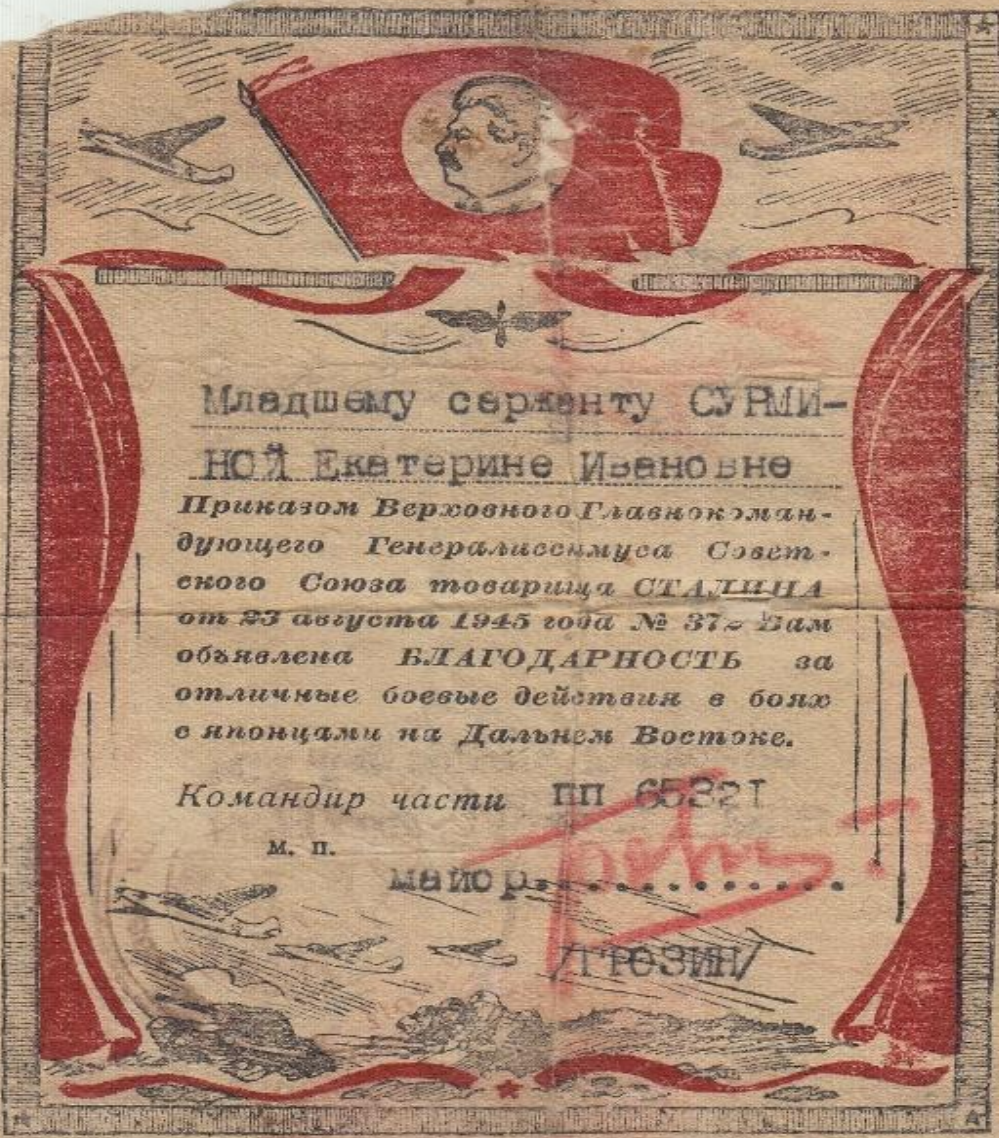 Младшему сержанту СУРМИ-
НОЙ Екатерине Ивановне
Приказом Верховного Главнокоман-
дующего Генералиссимуса Совет-
ского Союза товарища СТАЛИНА
от 23 августа 1945 года № 372 Вам
объявлена БЛАГОДАРНОСТЬ за
отличные боевые действия в боях
с японцами на Дальнем Востоке.
Командир части ПП 65321
м. п.
майор.............